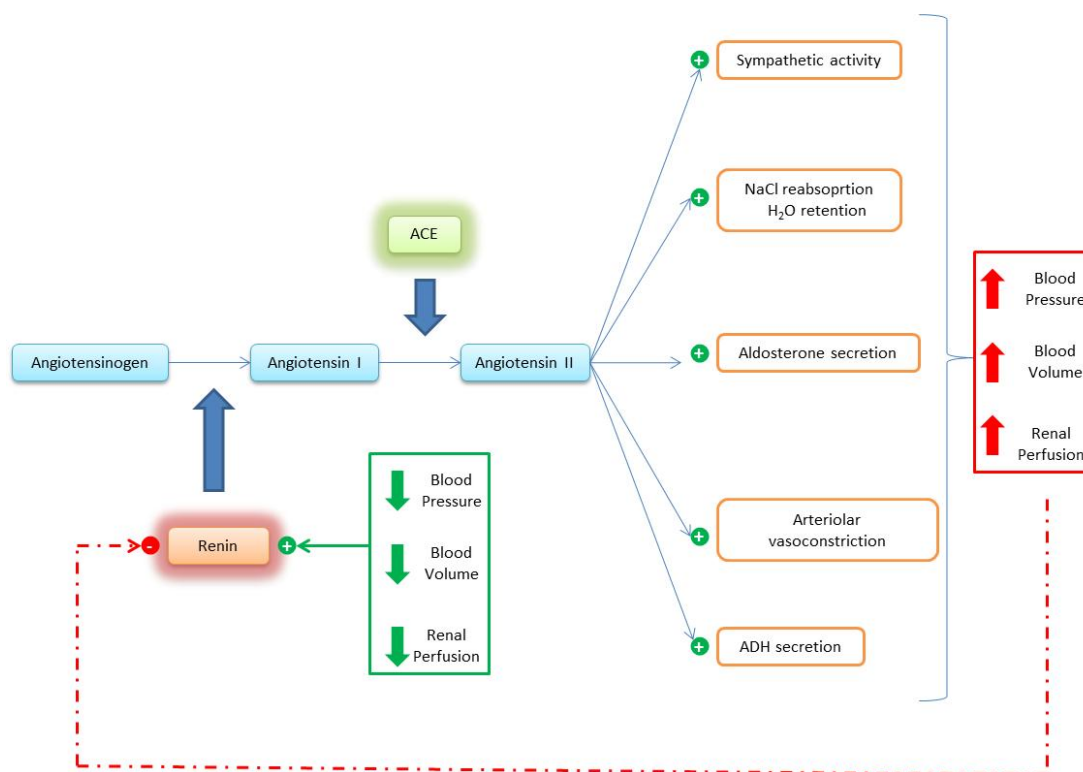 Sympathetic activity
NaCl reabsoprtion
H₂O retention
ACE
Blood
Pressure
Blood
Volume
Renal
Perfusion
Angiotensinogen
Angiotensin I
Angiotensin II
Aldosterone secretion
Blood
Pressure
Blood
Volume
Renal
Perfusion
Renin
Arteriolar
vasoconstriction
ADH secretion
+
+
+
+
+
-
+